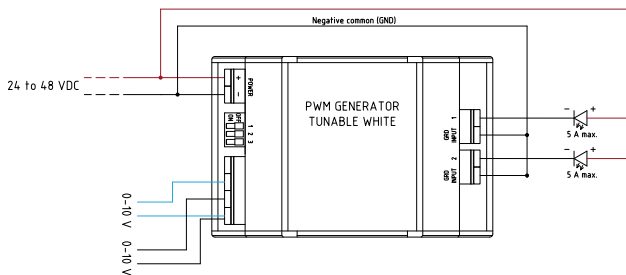 Negative common (GND)
24 to 48 VDC
+
-
POWER
PWM GENERATOR
TUNABLE WHITE
OFF
ON
1
2
3
1
INPUT
GRD
- +
5 A max.
2
INPUT
GRD
- +
5 A max.
0-10 V
0-10 V